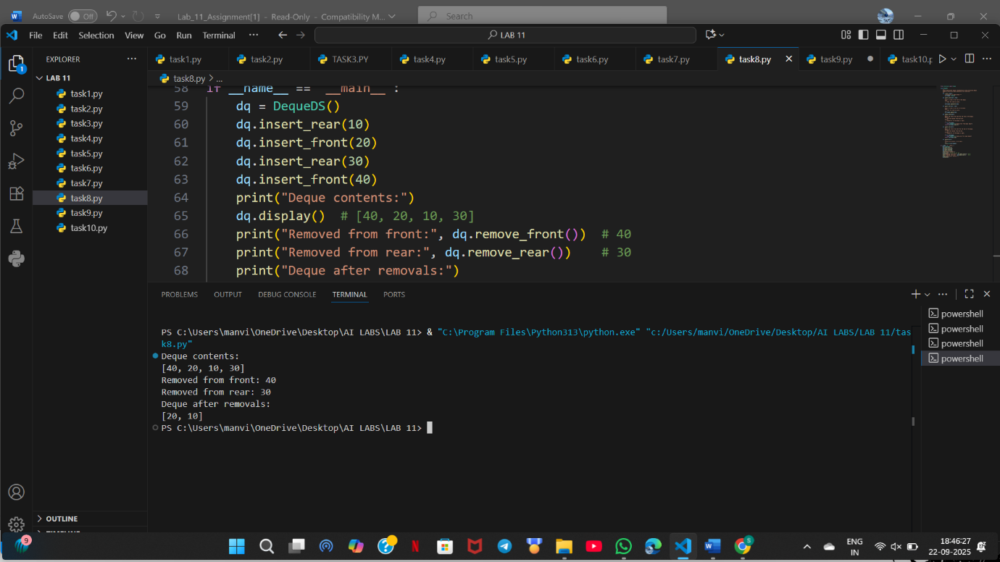 AutoSave Off Lab_11_Assignment[1] - Read-Only - Compatibility M... Search
File Edit Selection View Go Run Terminal ... LAB 11
EXPLORER ...
LAB 11
task1.py
task2.py
task3.py
task4.py
task5.py
task6.py
task7.py
task8.py
task9.py
task10.py
OUTLINE
task1.py task2.py TASK3.PY task4.py task5.py task6.py task7.py task8.py task9.py task10.p
task8.py > ...
58 if __name__ == "__main__":
59 dq = DequeDS()
60 dq.insert_rear(10)
61 dq.insert_front(20)
62 dq.insert_rear(30)
63 dq.insert_front(40)
64 print("Deque contents:")
65 dq.display() # [40, 20, 10, 30]
66 print("Removed from front:", dq.remove_front()) # 40
67 print("Removed from rear:", dq.remove_rear()) # 30
68 print("Deque after removals:")
PROBLEMS OUTPUT DEBUG CONSOLE TERMINAL PORTS
PS C:\Users\manvi\OneDrive\Desktop\AI LABS\LAB 11> & "C:\Program Files\Python313\python.exe" "c:/Users/manvi/OneDrive/Desktop/AI LABS/LAB 11/tas
k8.py"
Deque contents:
[40, 20, 10, 30]
Removed from front: 40
Removed from rear: 30
Deque after removals:
[20, 10]
PS C:\Users\manvi\OneDrive\Desktop\AI LABS\LAB 11>
powershell
powershell
powershell
powershell
ENG
IN
18:46:27
22-09-2025